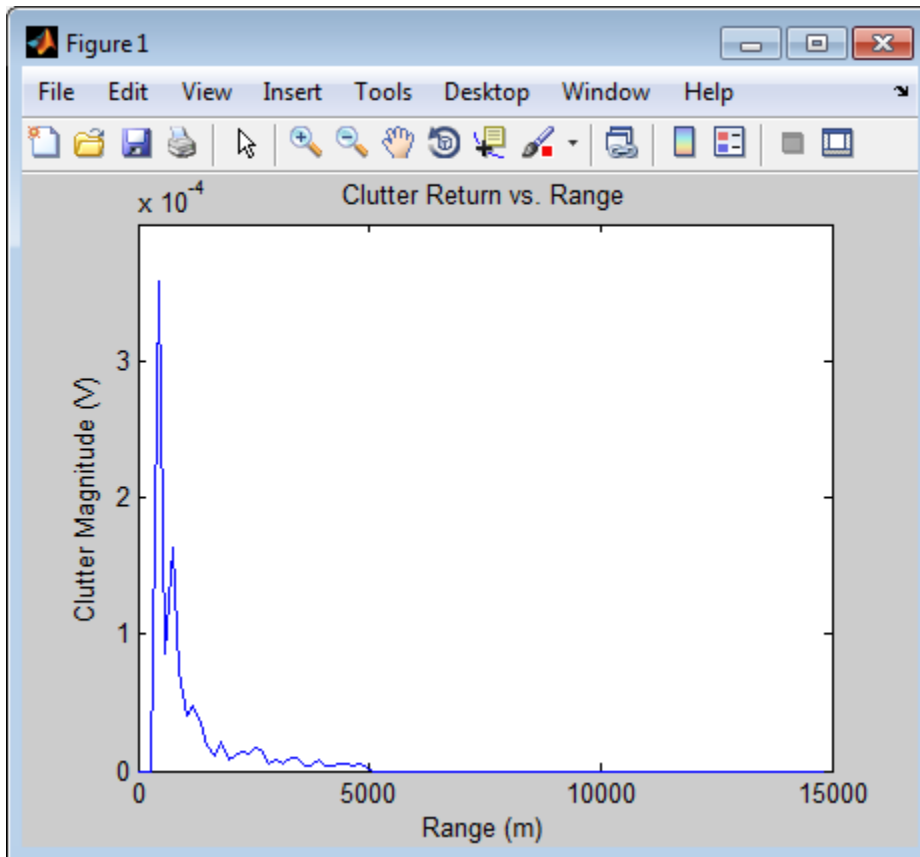 Figure 1
File Edit View Insert Tools Desktop Window Help
x 10^-4
Clutter Return vs. Range
3
2
1
0
Clutter Magnitude (V)
0 5000 10000 15000
Range (m)